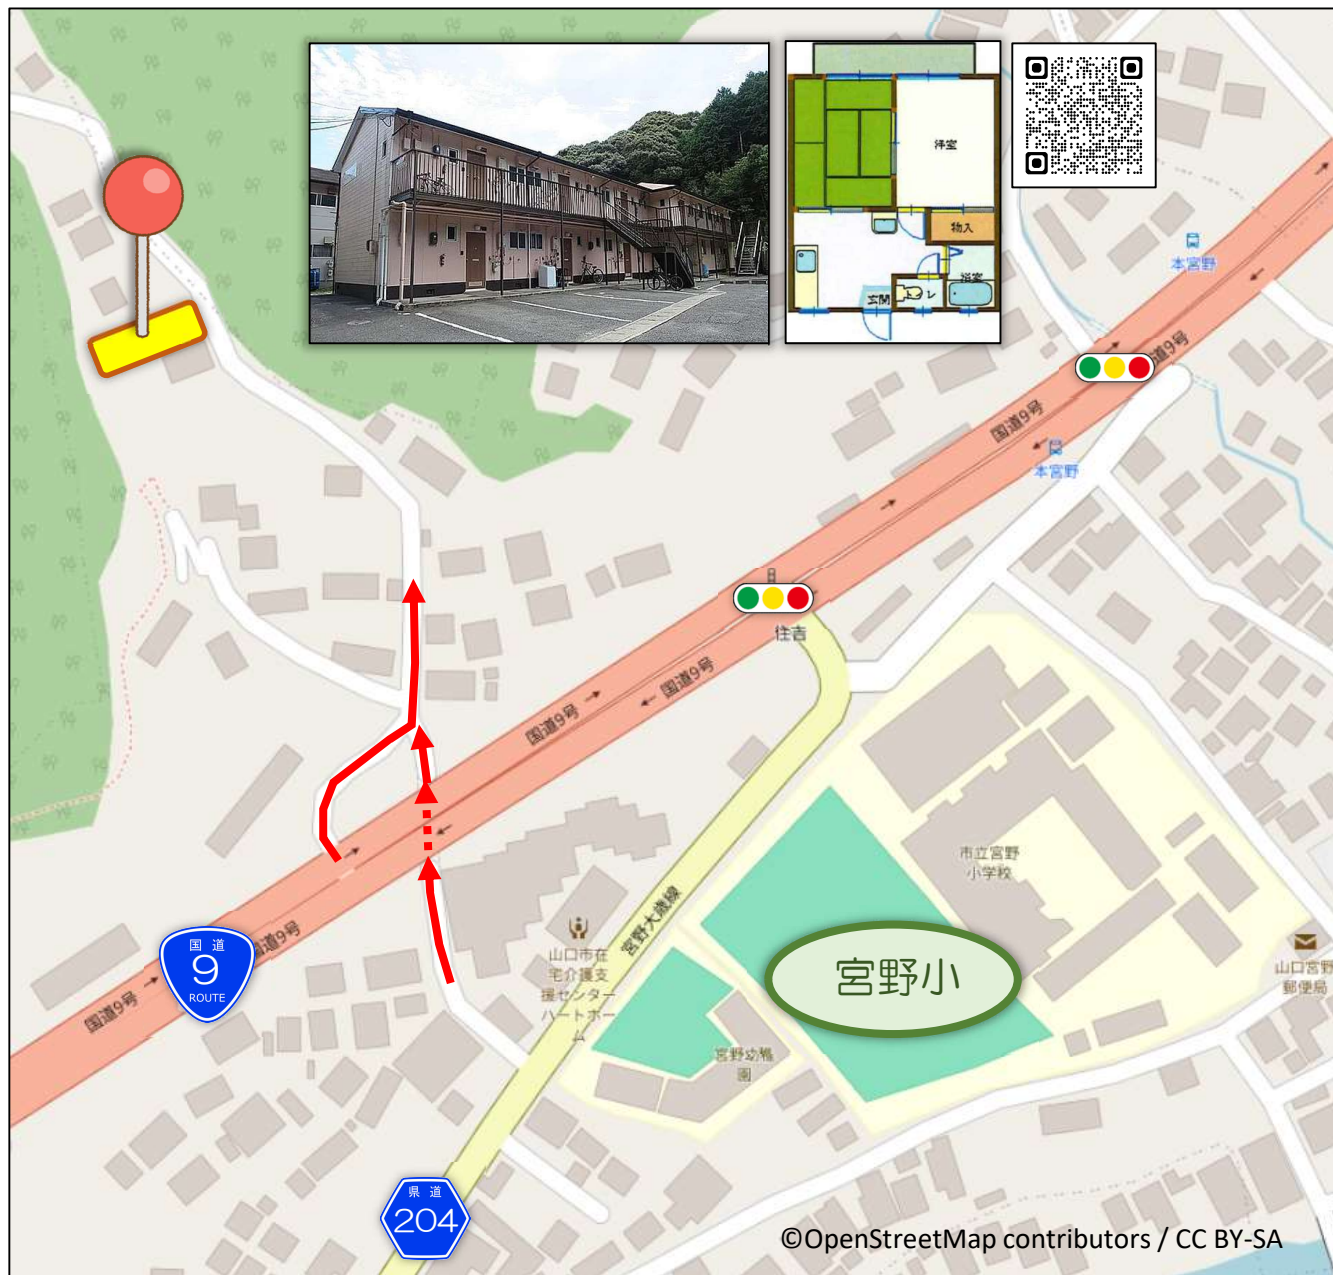 洋室
物入
浴室
玄関
トイレ
本宮野
国道9号
国道9号
本宮野
住吉
国道9号
国道9号
市立宮野
小学校
宮野大歳線
国道
9
ROUTE
国道9号
国道9号
山口市在
宅介護支
援センター
ハートホー
ム
宮野小
山口宮野
郵便局
宮野幼稚
園
県道
204
©OpenStreetMap contributors / CC BY-SA